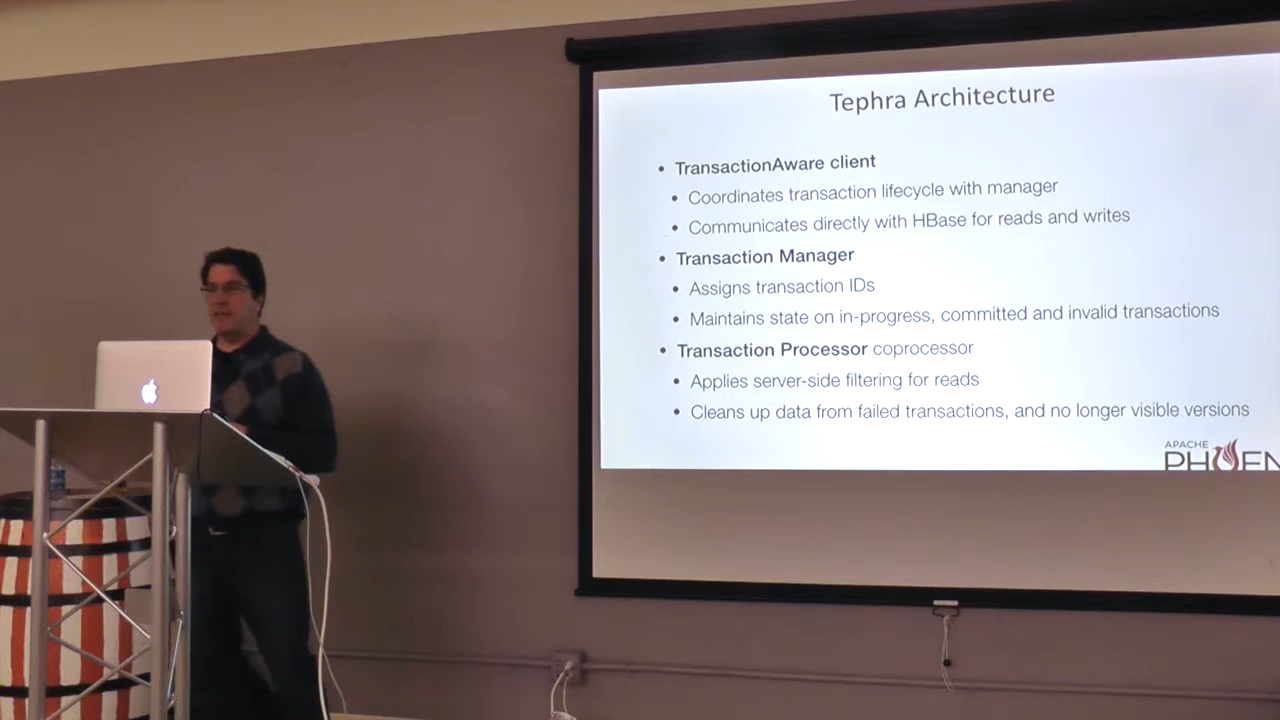 Tephra Architecture
• TransactionAware client
• Coordinates transaction lifecycle with manager
• Communicates directly with HBase for reads and writes
• Transaction Manager
• Assigns transaction IDs
• Maintains state on in-progress, committed and invalid transactions
• Transaction Processor coprocessor
• Applies server-side filtering for reads
• Cleans up data from failed transactions, and no longer visible versions
APACHE
PHOEN